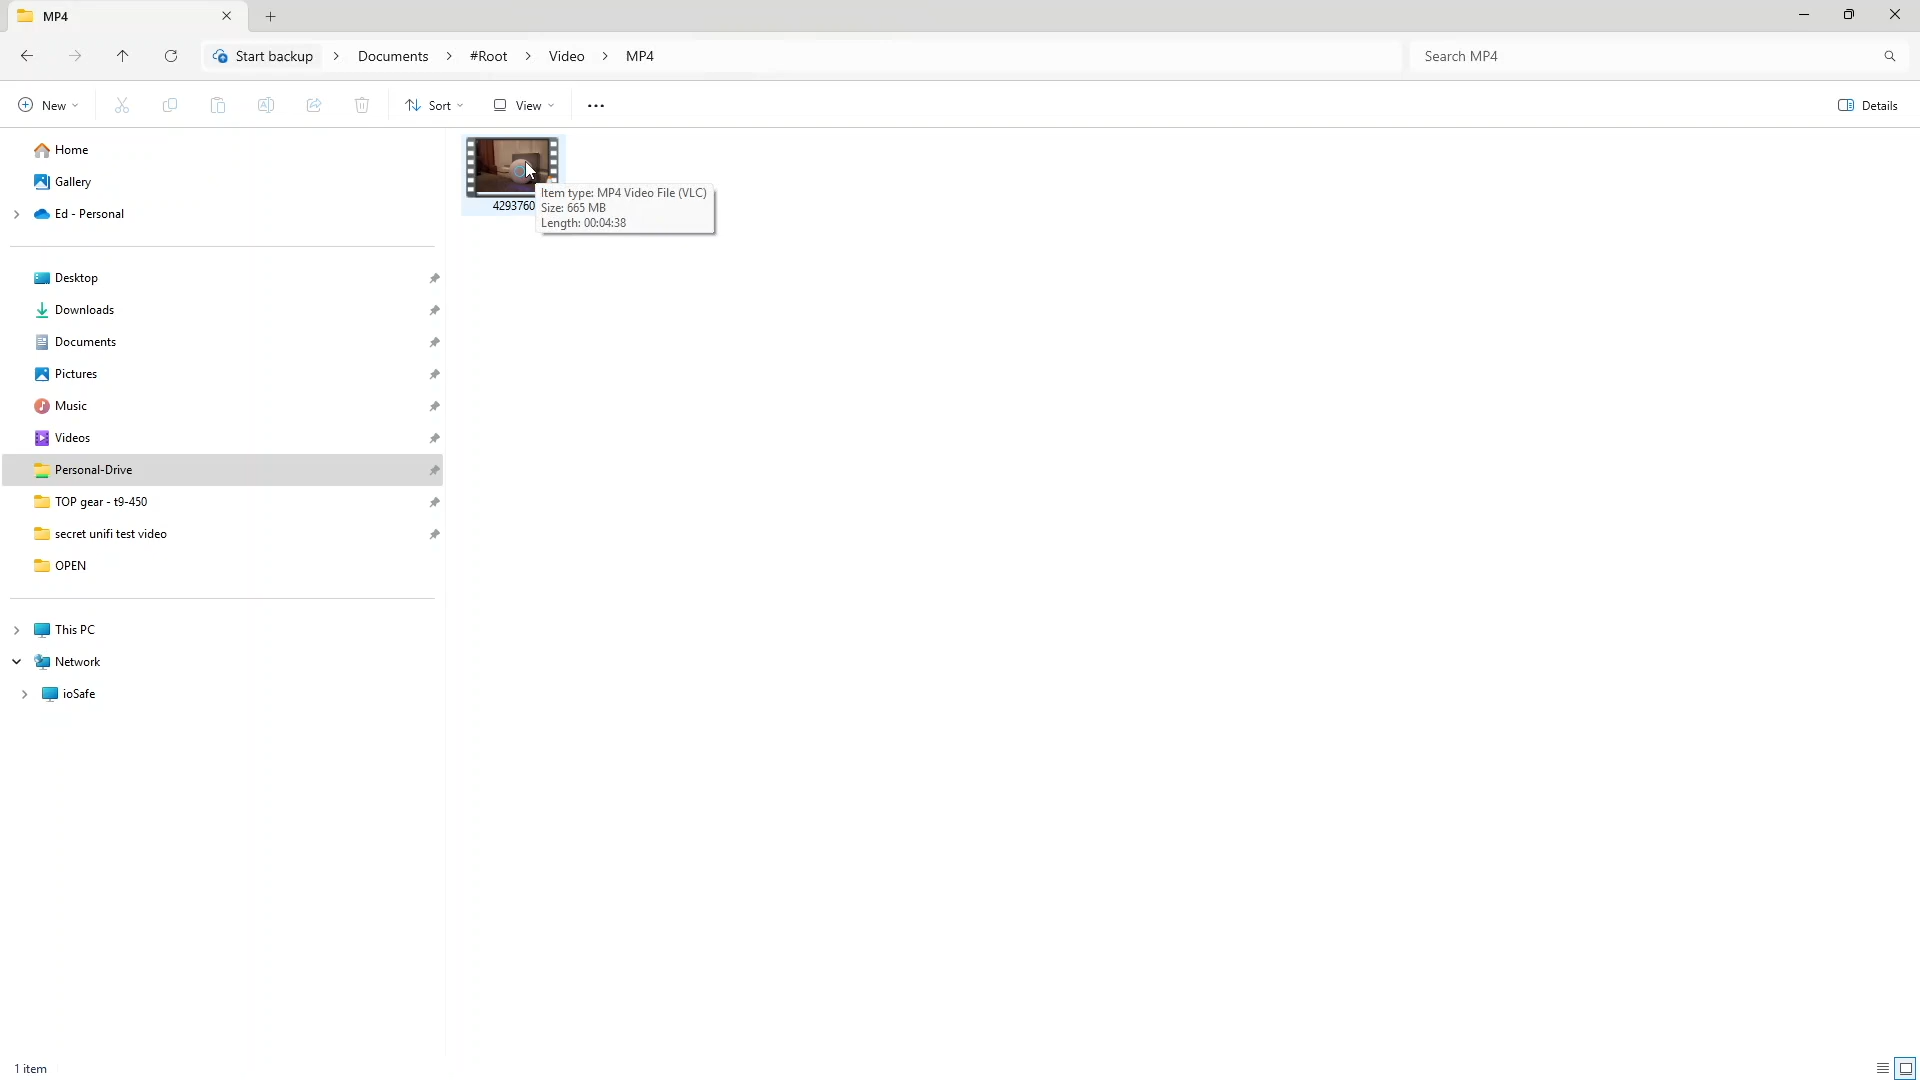 MP4
Start backup > Documents > #Root > Video > MP4
Search MP4
New
Sort
View
Details
Home
Gallery
Ed - Personal
Desktop
Downloads
Documents
Pictures
Music
Videos
Personal-Drive
TOP gear - t9-450
secret unifi test video
OPEN
This PC
Network
ioSafe
4293760
Item type: MP4 Video File (VLC)
Size: 665 MB
Length: 00:04:38
1 item